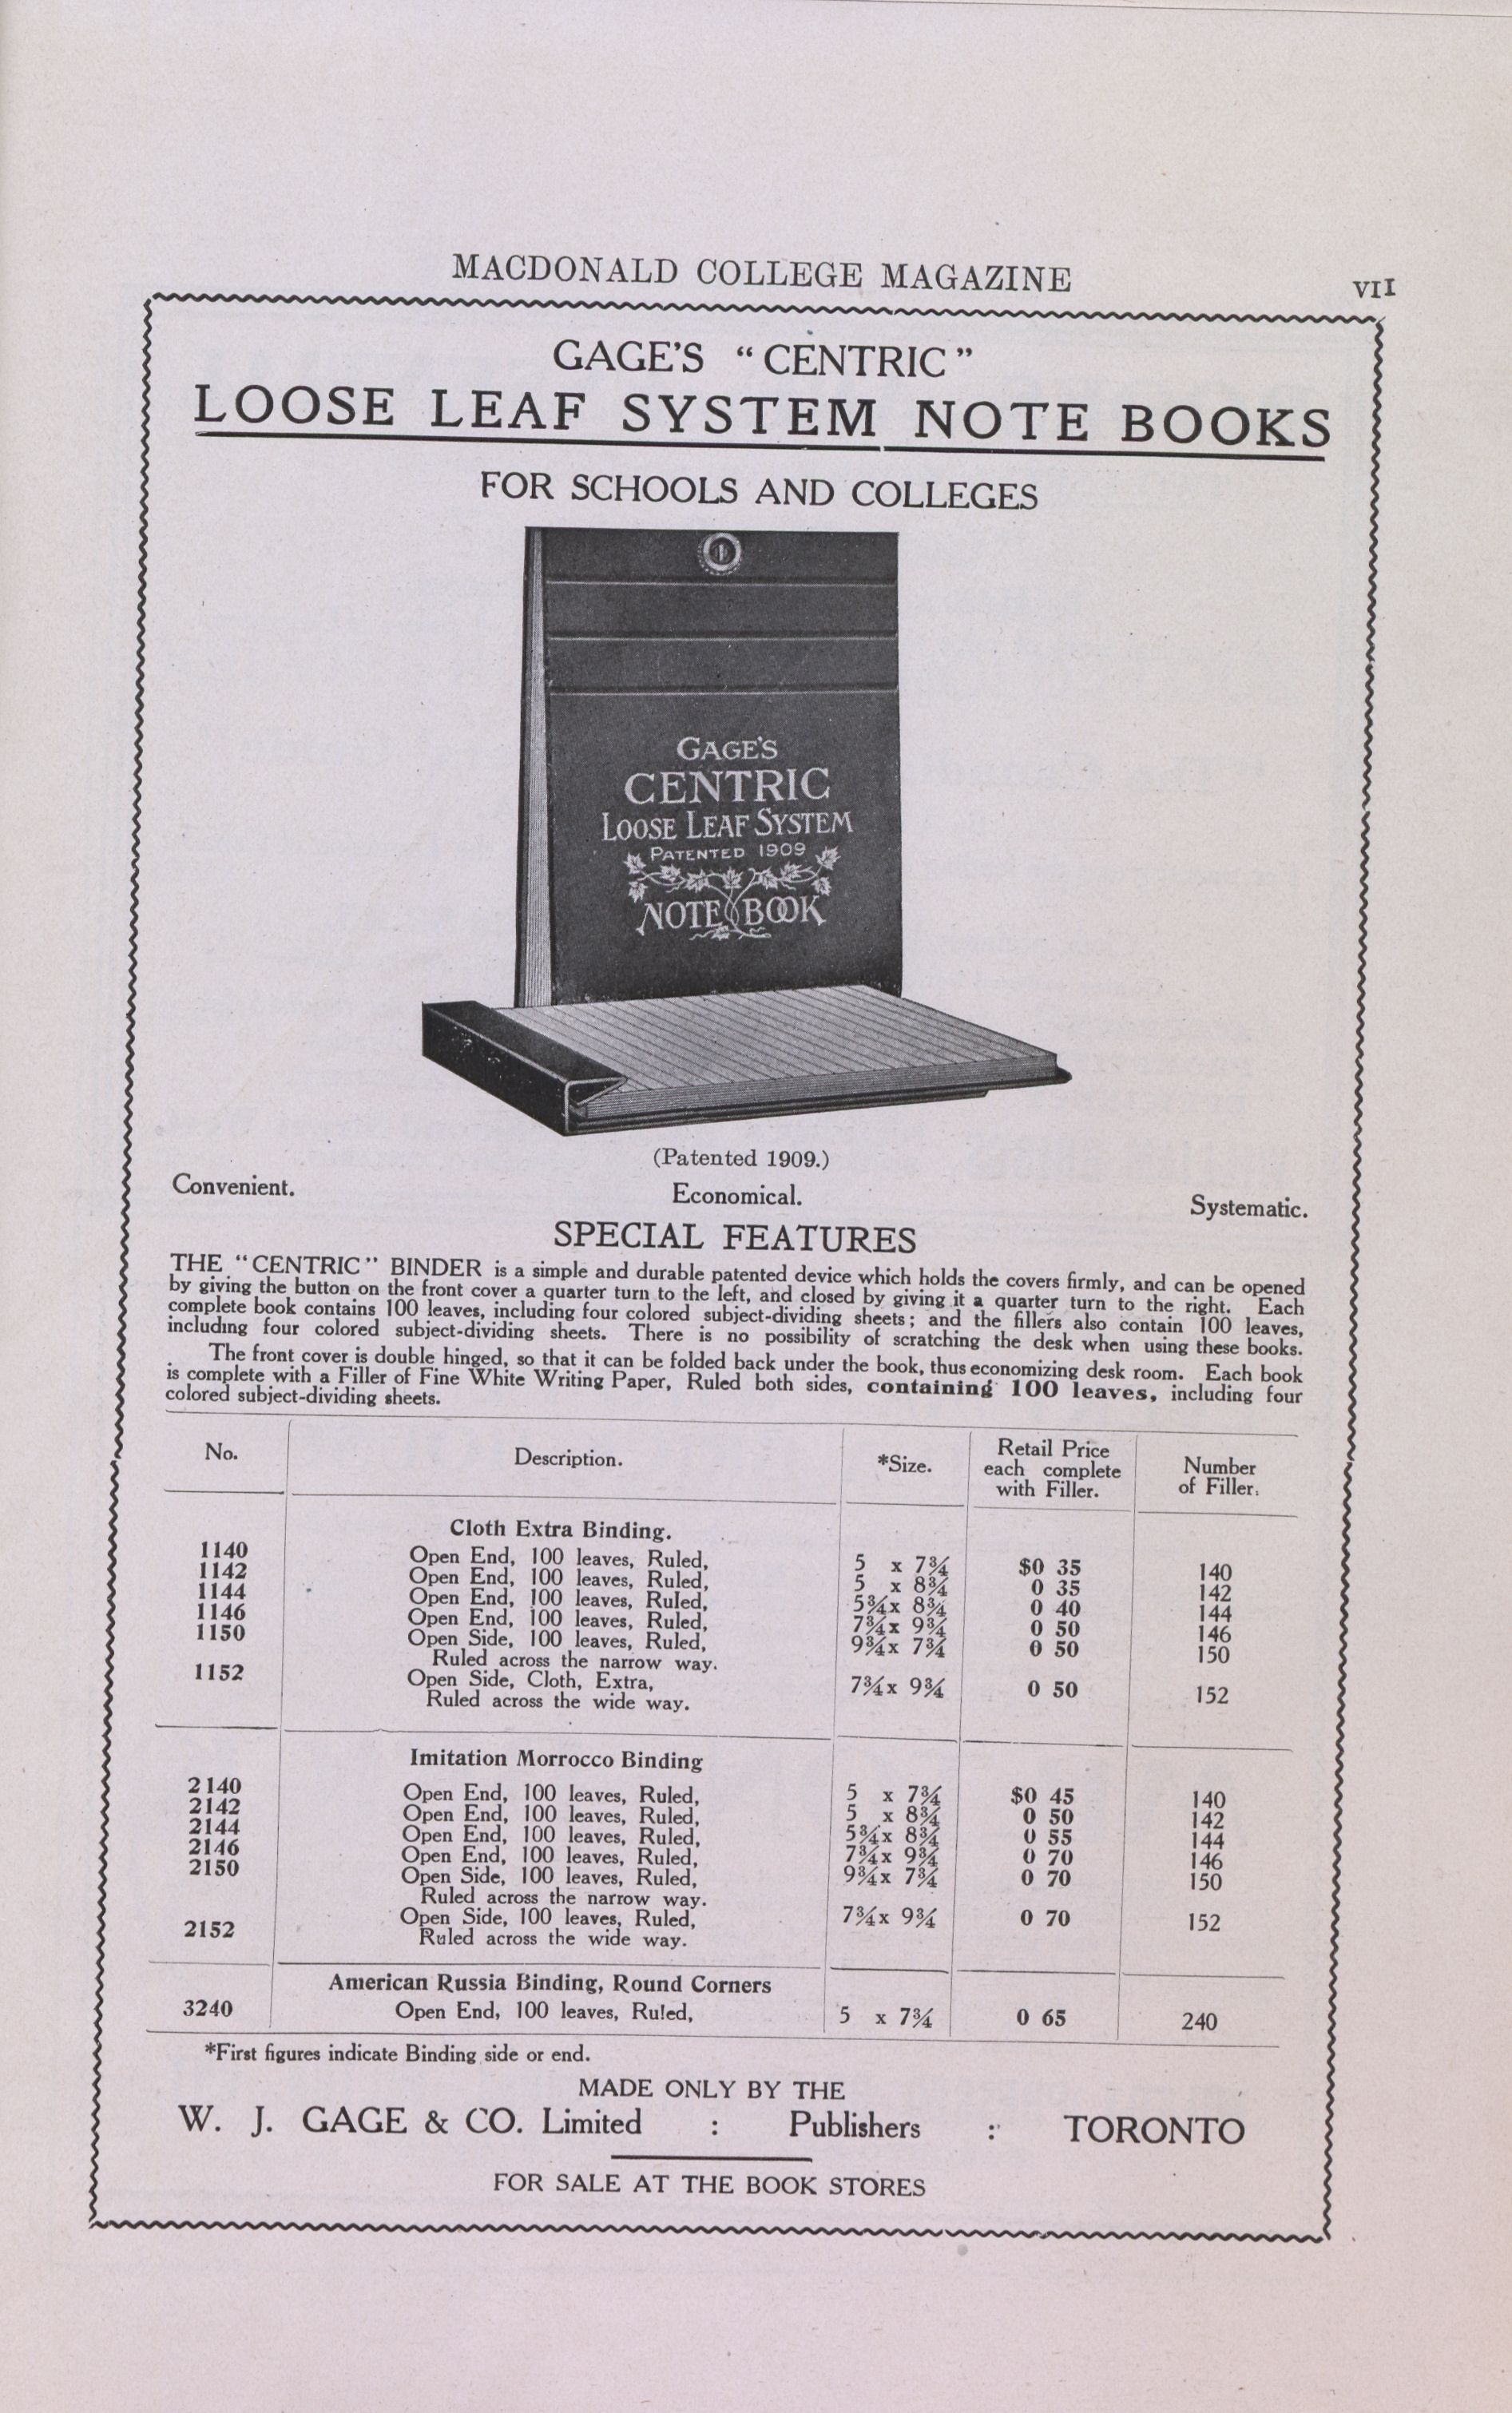 MACDONALD COLLEGE MAGAZINE VII
GAGE'S "CENTRIC"
LOOSE LEAF SYSTEM NOTE BOOKS
FOR SCHOOLS AND COLLEGES
GAGE'S
CENTRIC
LOOSE LEAF SYSTEM
PATENTED 1909
NOTE BOOK
(Patented 1909.)
Convenient. Economical. Systematic.
SPECIAL FEATURES
THE "CENTRIC" BINDER is a simple and durable patented device which holds the covers firmly, and can be opened
by giving the button on the front cover a quarter turn to the left, and closed by giving it a quarter turn to the right. Each
complete book contains 100 leaves, including four colored subject-dividing sheets; and the fillers also contain 100 leaves,
including four colored subject-dividing sheets. There is no possibility of scratching the desk when using these books.
The front cover is double hinged, so that it can be folded back under the book, thus economizing desk room. Each book
is complete with a Filler of Fine White Writing Paper, Ruled both sides, containing 100 leaves, including four
colored subject-dividing sheets.
No. Description. *Size. Retail Price each complete with Filler. Number of Filler.
Cloth Extra Binding.
1140 Open End, 100 leaves, Ruled, 5 x 7¾ $0 35 140
1142 Open End, 100 leaves, Ruled, 5 x 8¾ 0 35 142
1144 Open End, 100 leaves, Ruled, 5¾x 8¾ 0 40 144
1146 Open End, 100 leaves, Ruled, 7¾x 9¾ 0 50 146
1150 Open Side, 100 leaves, Ruled, 9¾x 7¾ 0 50 150
Ruled across the narrow way.
1152 Open Side, Cloth, Extra, 7¾x 9¾ 0 50 152
Ruled across the wide way.
Imitation Morrocco Binding
2140 Open End, 100 leaves, Ruled, 5 x 7¾ $0 45 140
2142 Open End, 100 leaves, Ruled, 5 x 8¾ 0 50 142
2144 Open End, 100 leaves, Ruled, 5¾x 8¾ 0 55 144
2146 Open End, 100 leaves, Ruled, 7¾x 9¾ 0 70 146
2150 Open Side, 100 leaves, Ruled, 9¾x 7¾ 0 70 150
Ruled across the narrow way.
2152 Open Side, 100 leaves, Ruled, 7¾x 9¾ 0 70 152
Ruled across the wide way.
American Russia Binding, Round Corners
3240 Open End, 100 leaves, Ruled, 5 x 7¾ 0 65 240
*First figures indicate Binding side or end.
MADE ONLY BY THE
W. J. GAGE & CO. Limited : Publishers : TORONTO
FOR SALE AT THE BOOK STORES